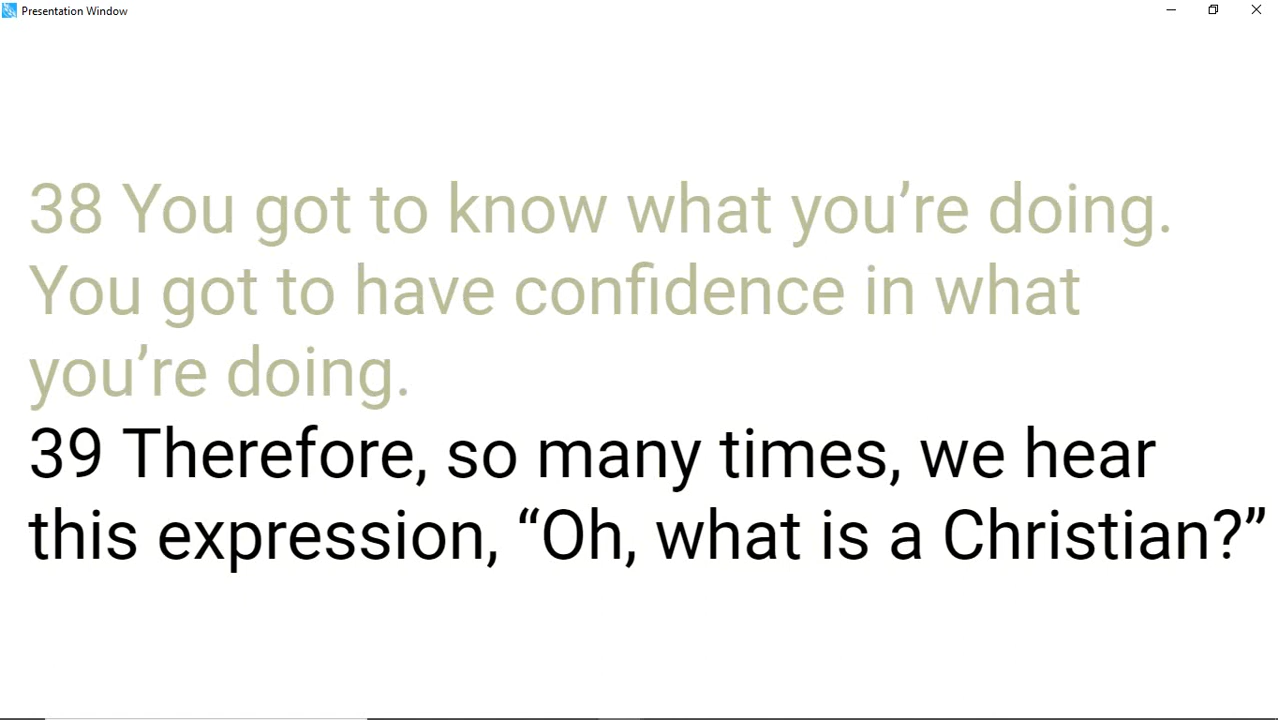 Presentation Window
38 You got to know what you’re doing.
You got to have confidence in what
you’re doing.
39 Therefore, so many times, we hear
this expression, “Oh, what is a Christian?”